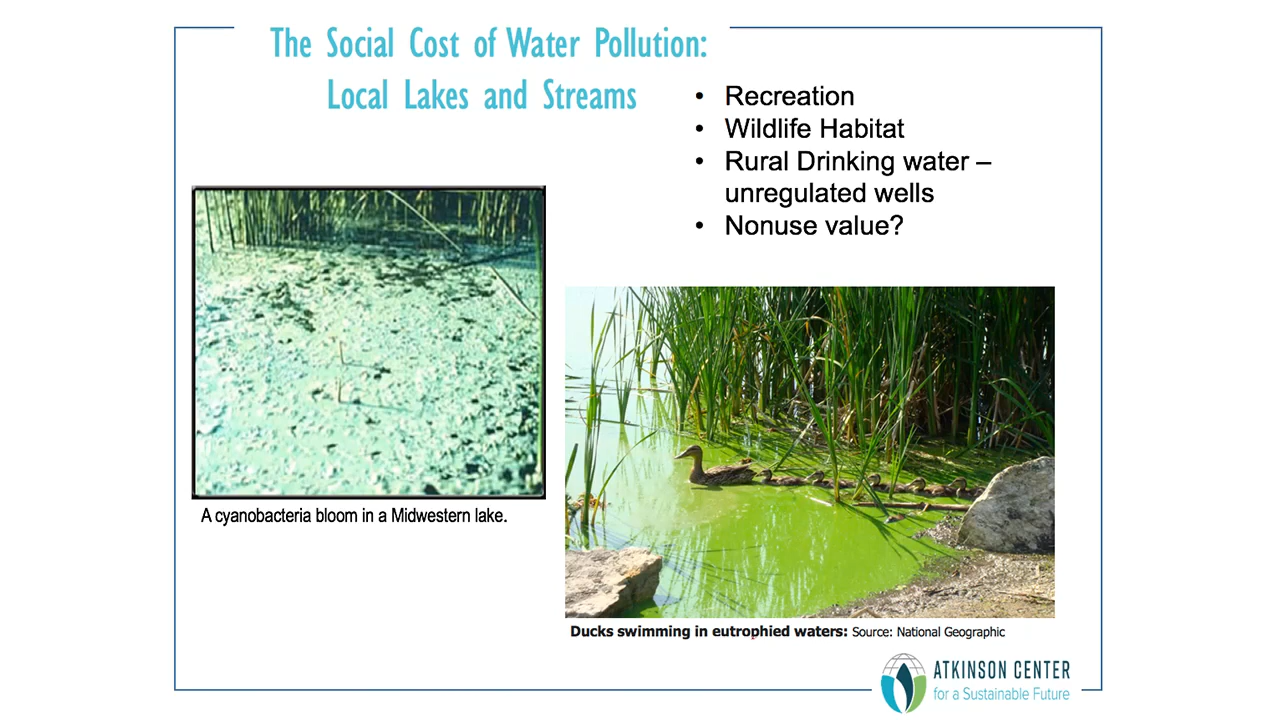 The Social Cost of Water Pollution:
Local Lakes and Streams
• Recreation
• Wildlife Habitat
• Rural Drinking water –
unregulated wells
• Nonuse value?
A cyanobacteria bloom in a Midwestern lake.
Ducks swimming in eutrophied waters: Source: National Geographic
ATKINSON CENTER
for a Sustainable Future